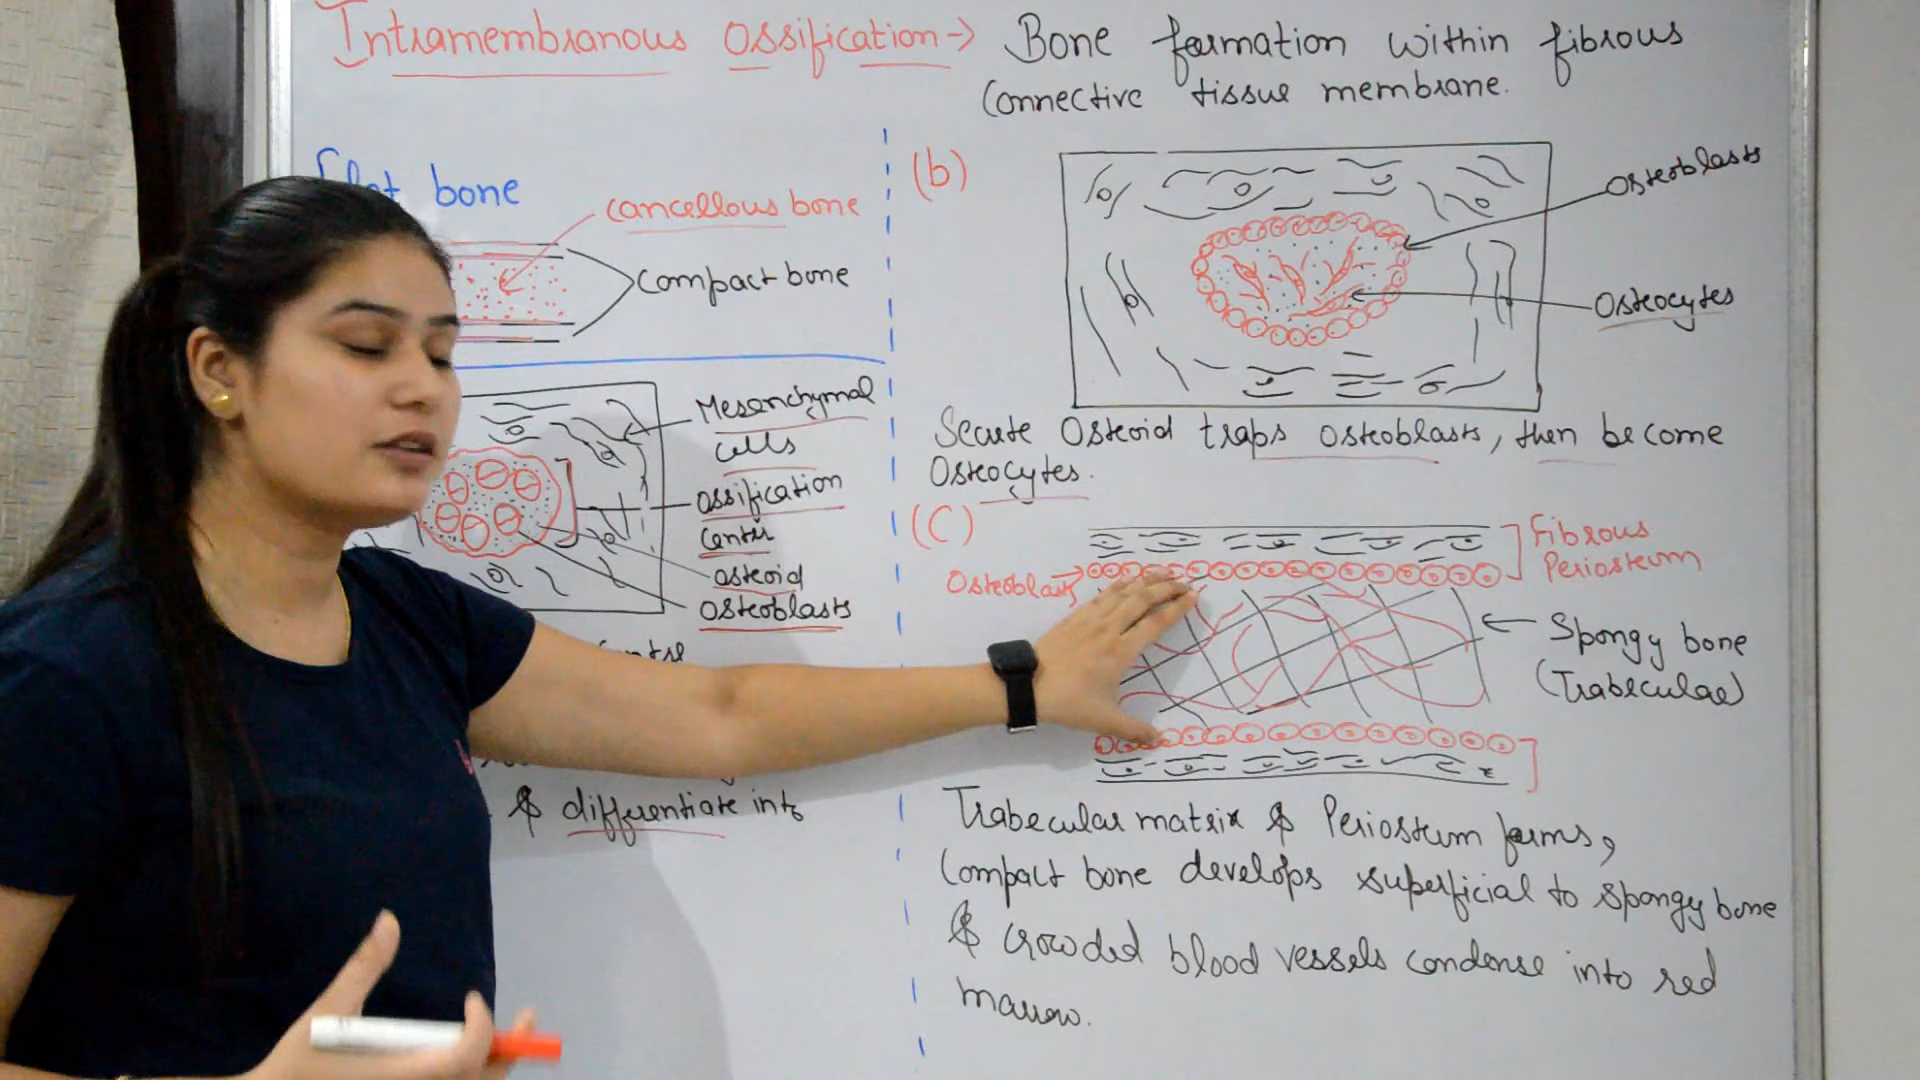 Intramembranous Ossification → Bone formation within fibrous
Connective tissue membrane.
Flat bone
cancellous bone
Compact bone
Mesenchymal
cells
ossification
center
osteoid
osteoblasts
& differentiate into
(b)
Osteoblasts
Osteocytes
Secrete Osteoid traps osteoblasts, then become
Osteocytes.
(C)
Fibrous
Periosteum
Osteoblast
Spongy bone
(Trabeculae)
Trabecular matrix & Periosteum forms,
Compact bone develops superficial to spongy bone
& crowded blood vessels condense into red
marrow.